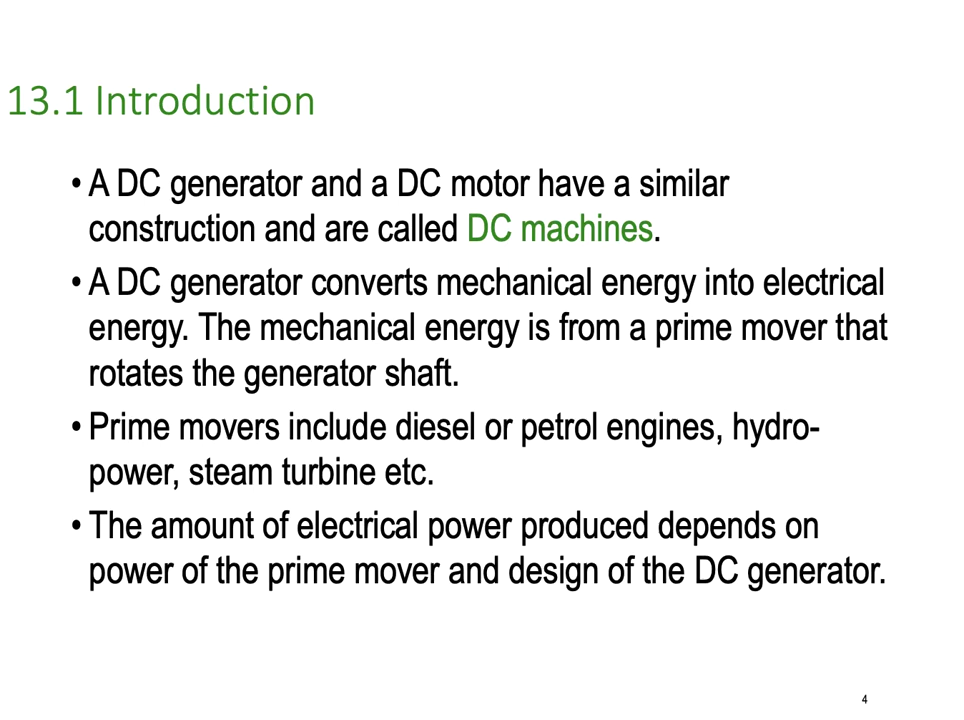 13.1 Introduction
• A DC generator and a DC motor have a similar
construction and are called DC machines.
• A DC generator converts mechanical energy into electrical
energy. The mechanical energy is from a prime mover that
rotates the generator shaft.
• Prime movers include diesel or petrol engines, hydro-
power, steam turbine etc.
• The amount of electrical power produced depends on
power of the prime mover and design of the DC generator.
4